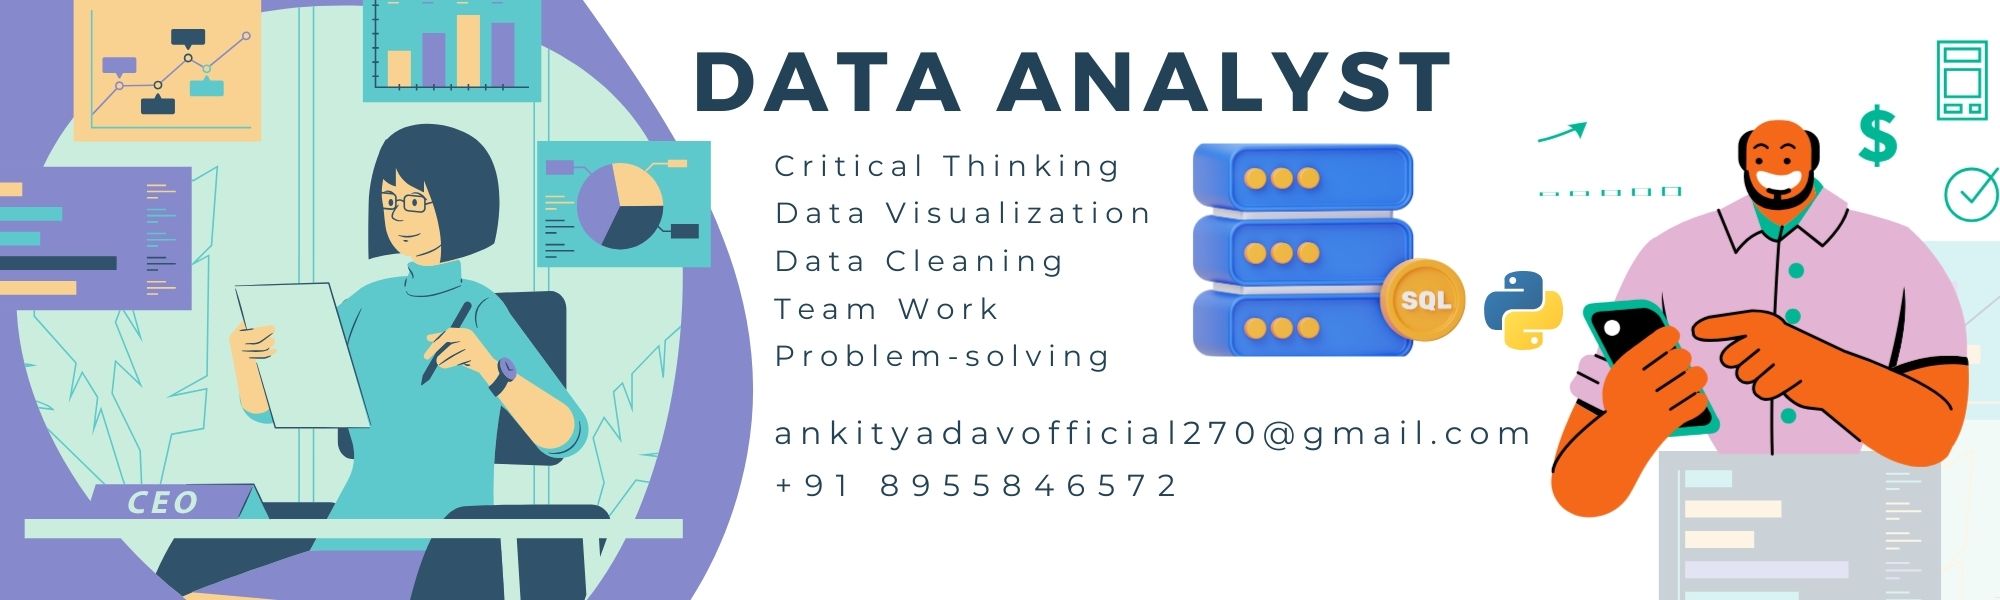 DATA ANALYST
Critical Thinking
Data Visualization
Data Cleaning
Team Work
Problem-solving
SQL
ankityadavofficial270@gmail.com
+91 8955846572
CEO
$